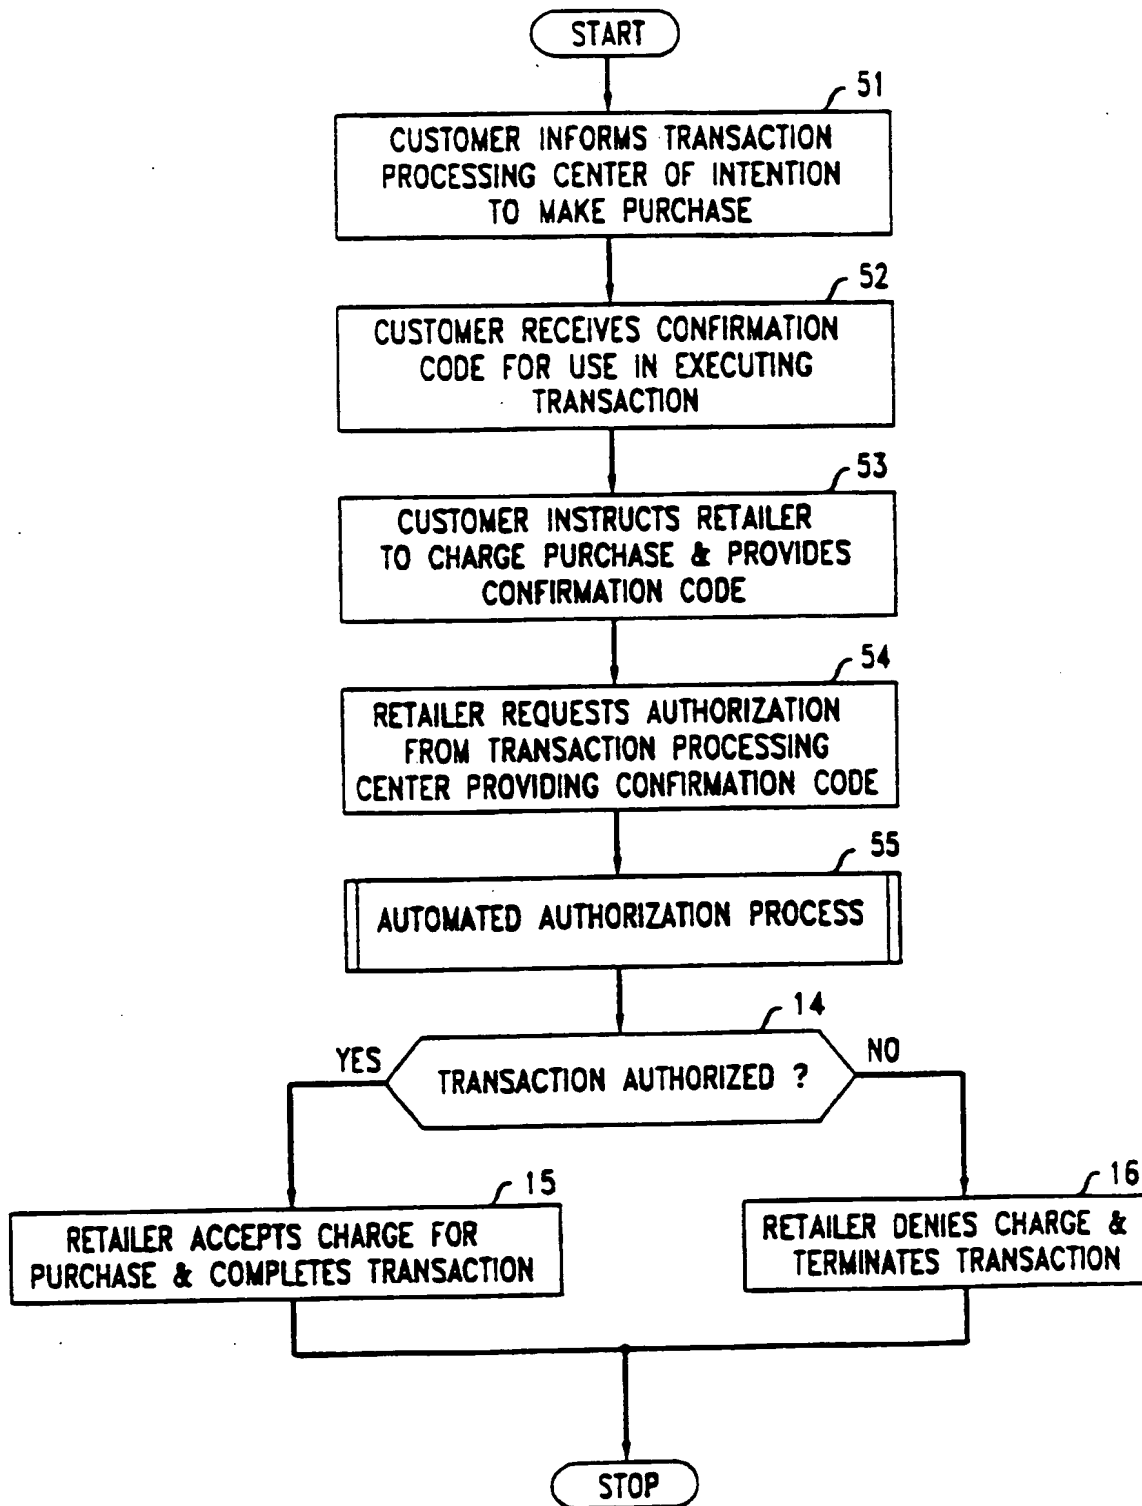 START
51
CUSTOMER INFORMS TRANSACTION
PROCESSING CENTER OF INTENTION
TO MAKE PURCHASE
52
CUSTOMER RECEIVES CONFIRMATION
CODE FOR USE IN EXECUTING
TRANSACTION
53
CUSTOMER INSTRUCTS RETAILER
TO CHARGE PURCHASE & PROVIDES
CONFIRMATION CODE
54
RETAILER REQUESTS AUTHORIZATION
FROM TRANSACTION PROCESSING
CENTER PROVIDING CONFIRMATION CODE
55
AUTOMATED AUTHORIZATION PROCESS
14
YES
NO
TRANSACTION AUTHORIZED ?
15
RETAILER ACCEPTS CHARGE FOR
PURCHASE & COMPLETES TRANSACTION
16
RETAILER DENIES CHARGE &
TERMINATES TRANSACTION
STOP